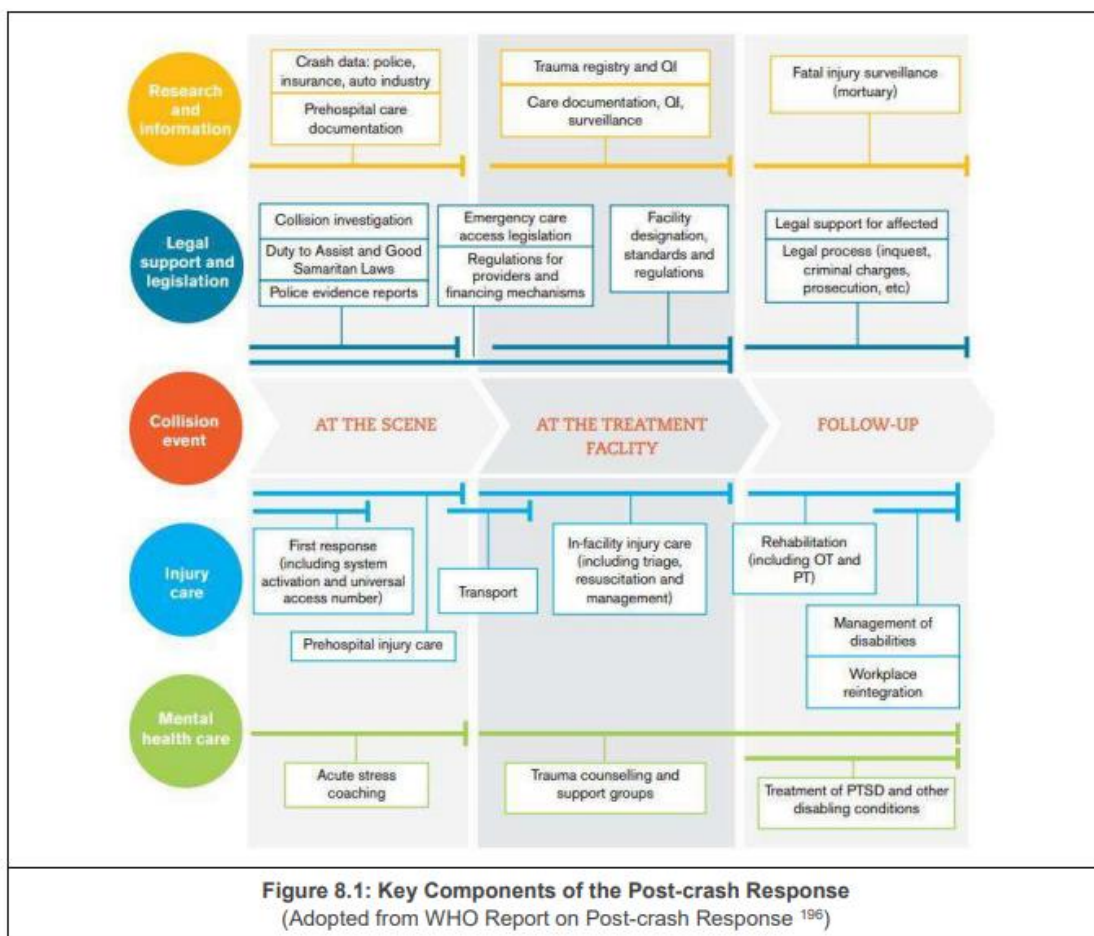 Research
and
information
Crash data: police,
insurance, auto industry
Prehospital care
documentation
Trauma registry and QI
Care documentation, QI,
surveillance
Fatal injury surveillance
(mortuary)
Legal
support and
legislation
Collision investigation
Duty to Assist and Good
Samaritan Laws
Police evidence reports
Emergency care
access legislation
Regulations for
providers and
financing mechanisms
Facility
designation,
standards and
regulations
Legal support for affected
Legal process (inquest,
criminal charges,
prosecution, etc)
Collision
event
AT THE SCENE
AT THE TREATMENT
FACLITY
FOLLOW-UP
Injury
care
First response
(including system
activation and universal
access number)
Prehospital injury care
Transport
In-facility injury care
(including triage,
resuscitation and
management)
Rehabilitation
(including OT and
PT)
Management of
disabilities
Workplace
reintegration
Mental
health care
Acute stress
coaching
Trauma counselling and
support groups
Treatment of PTSD and other
disabling conditions
Figure 8.1: Key Components of the Post-crash Response
(Adopted from WHO Report on Post-crash Response 196)